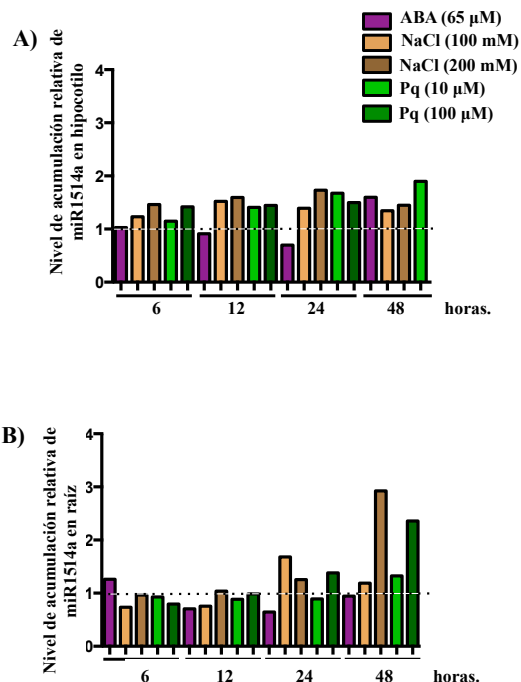 ABA (65 µM)
NaCl (100 mM)
NaCl (200 mM)
Pq (10 µM)
Pq (100 µM)
A)
Nivel de acumulación relativa de
miR1514a en hipocotilo
4
3
2
1
0
6 12 24 48 horas.
B)
Nivel de acumulación relativa de
miR1514a en raíz
4
3
2
1
0
6 12 24 48 horas.